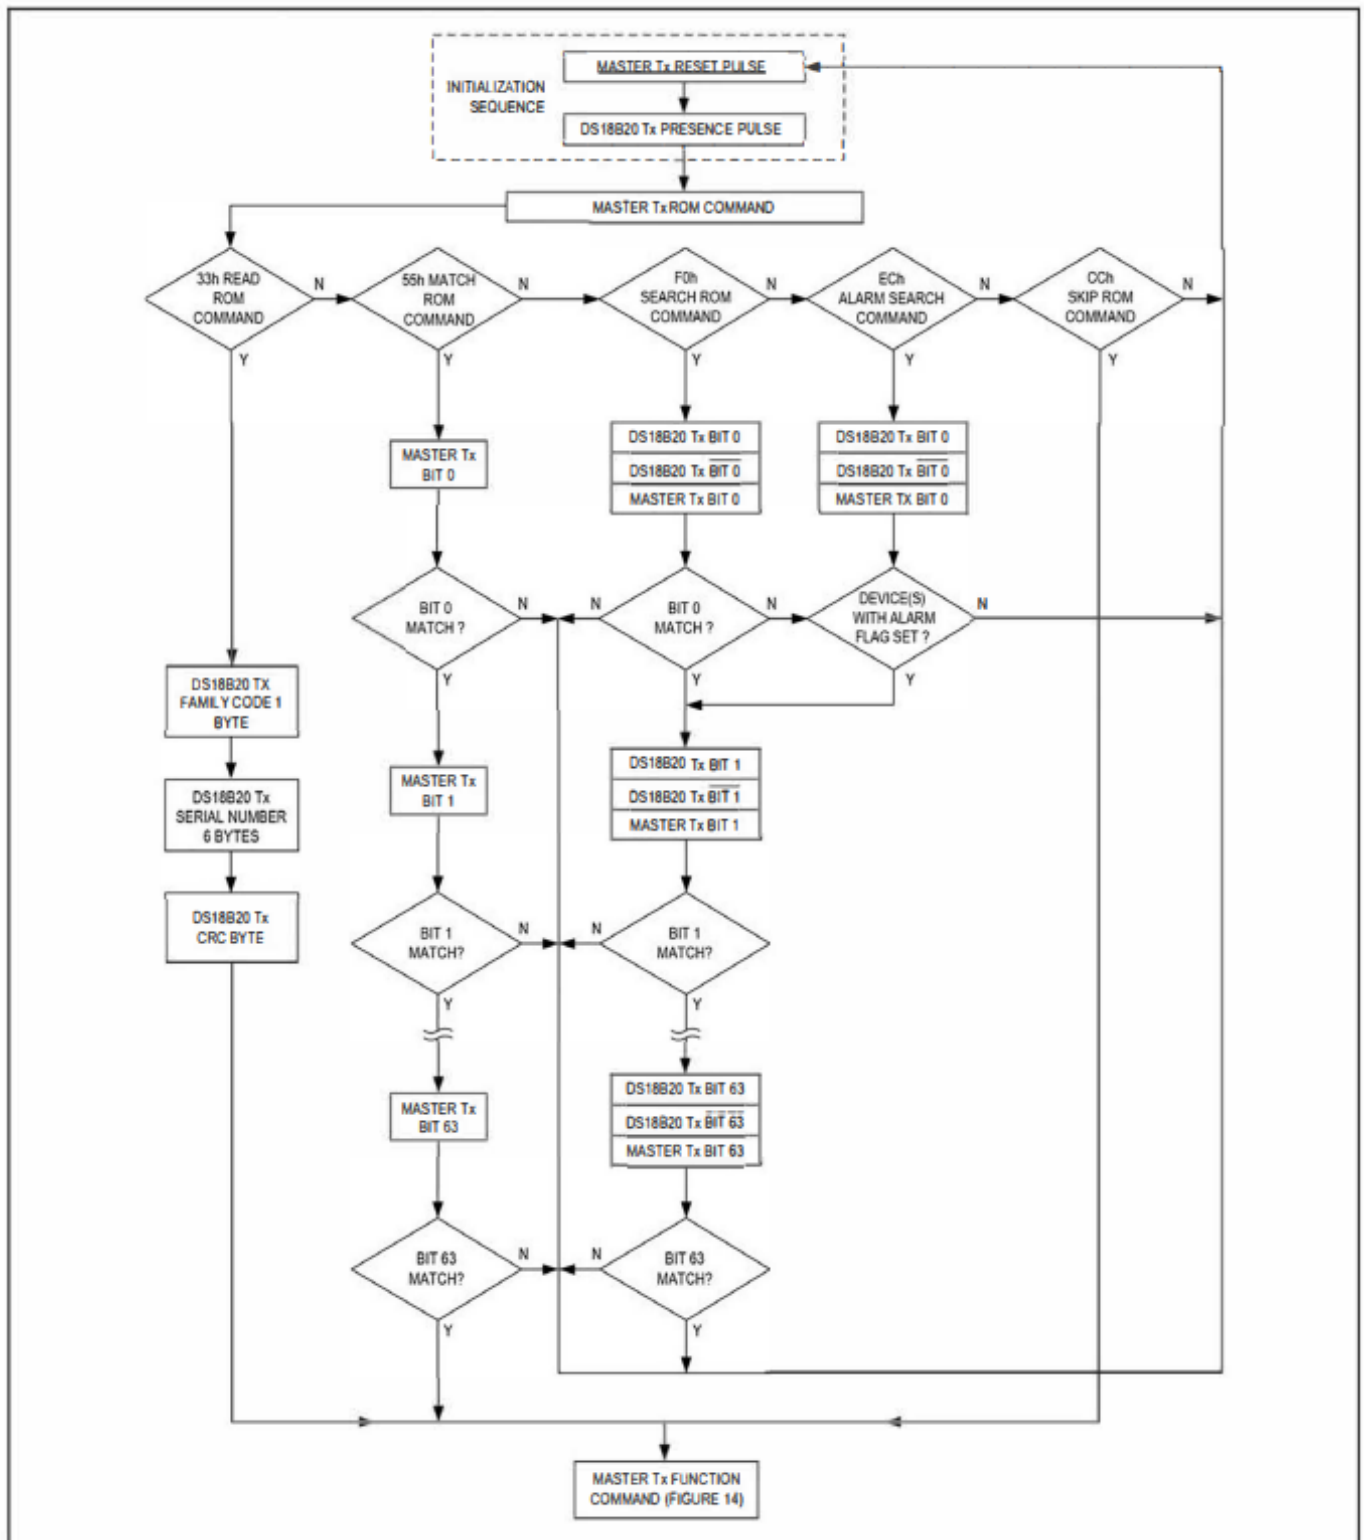 INITIALIZATION
SEQUENCE
MASTER Tx RESET PULSE
DS18B20 Tx PRESENCE PULSE
MASTER Tx ROM COMMAND
33h READ
ROM
COMMAND
N
Y
55h MATCH
ROM
COMMAND
N
Y
F0h
SEARCH ROM
COMMAND
N
Y
ECh
ALARM SEARCH
COMMAND
N
Y
CCh
SKIP ROM
COMMAND
N
Y
MASTER Tx
BIT 0
DS18B20 Tx BIT 0
DS18B20 Tx BIT 0
MASTER Tx BIT 0
DS18B20 Tx BIT 0
DS18B20 Tx BIT 0
MASTER TX BIT 0
BIT 0
MATCH ?
N
Y
N
BIT 0
MATCH ?
N
Y
DEVICE(S)
WITH ALARM
FLAG SET ?
N
Y
DS18B20 TX
FAMILY CODE 1
BYTE
DS18B20 Tx
SERIAL NUMBER
6 BYTES
DS18B20 Tx
CRC BYTE
MASTER Tx
BIT 1
DS18B20 Tx BIT 1
DS18B20 Tx BIT 1
MASTER Tx BIT 1
BIT 1
MATCH?
N
Y
N
BIT 1
MATCH?
Y
MASTER Tx
BIT 63
DS18B20 Tx BIT 63
DS18B20 Tx BIT 63
MASTER Tx BIT 63
BIT 63
MATCH?
N
Y
N
BIT 63
MATCH?
Y
MASTER Tx FUNCTION
COMMAND (FIGURE 14)